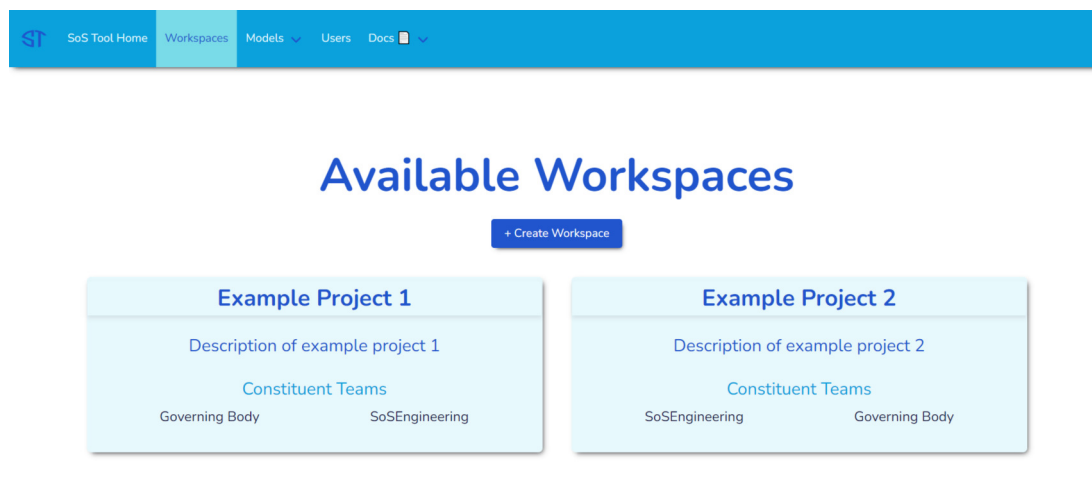 ST SoS Tool Home Workspaces Models Users Docs
Available Workspaces
+ Create Workspace
Example Project 1
Description of example project 1
Constituent Teams
Governing Body SoSEngineering
Example Project 2
Description of example project 2
Constituent Teams
SoSEngineering Governing Body